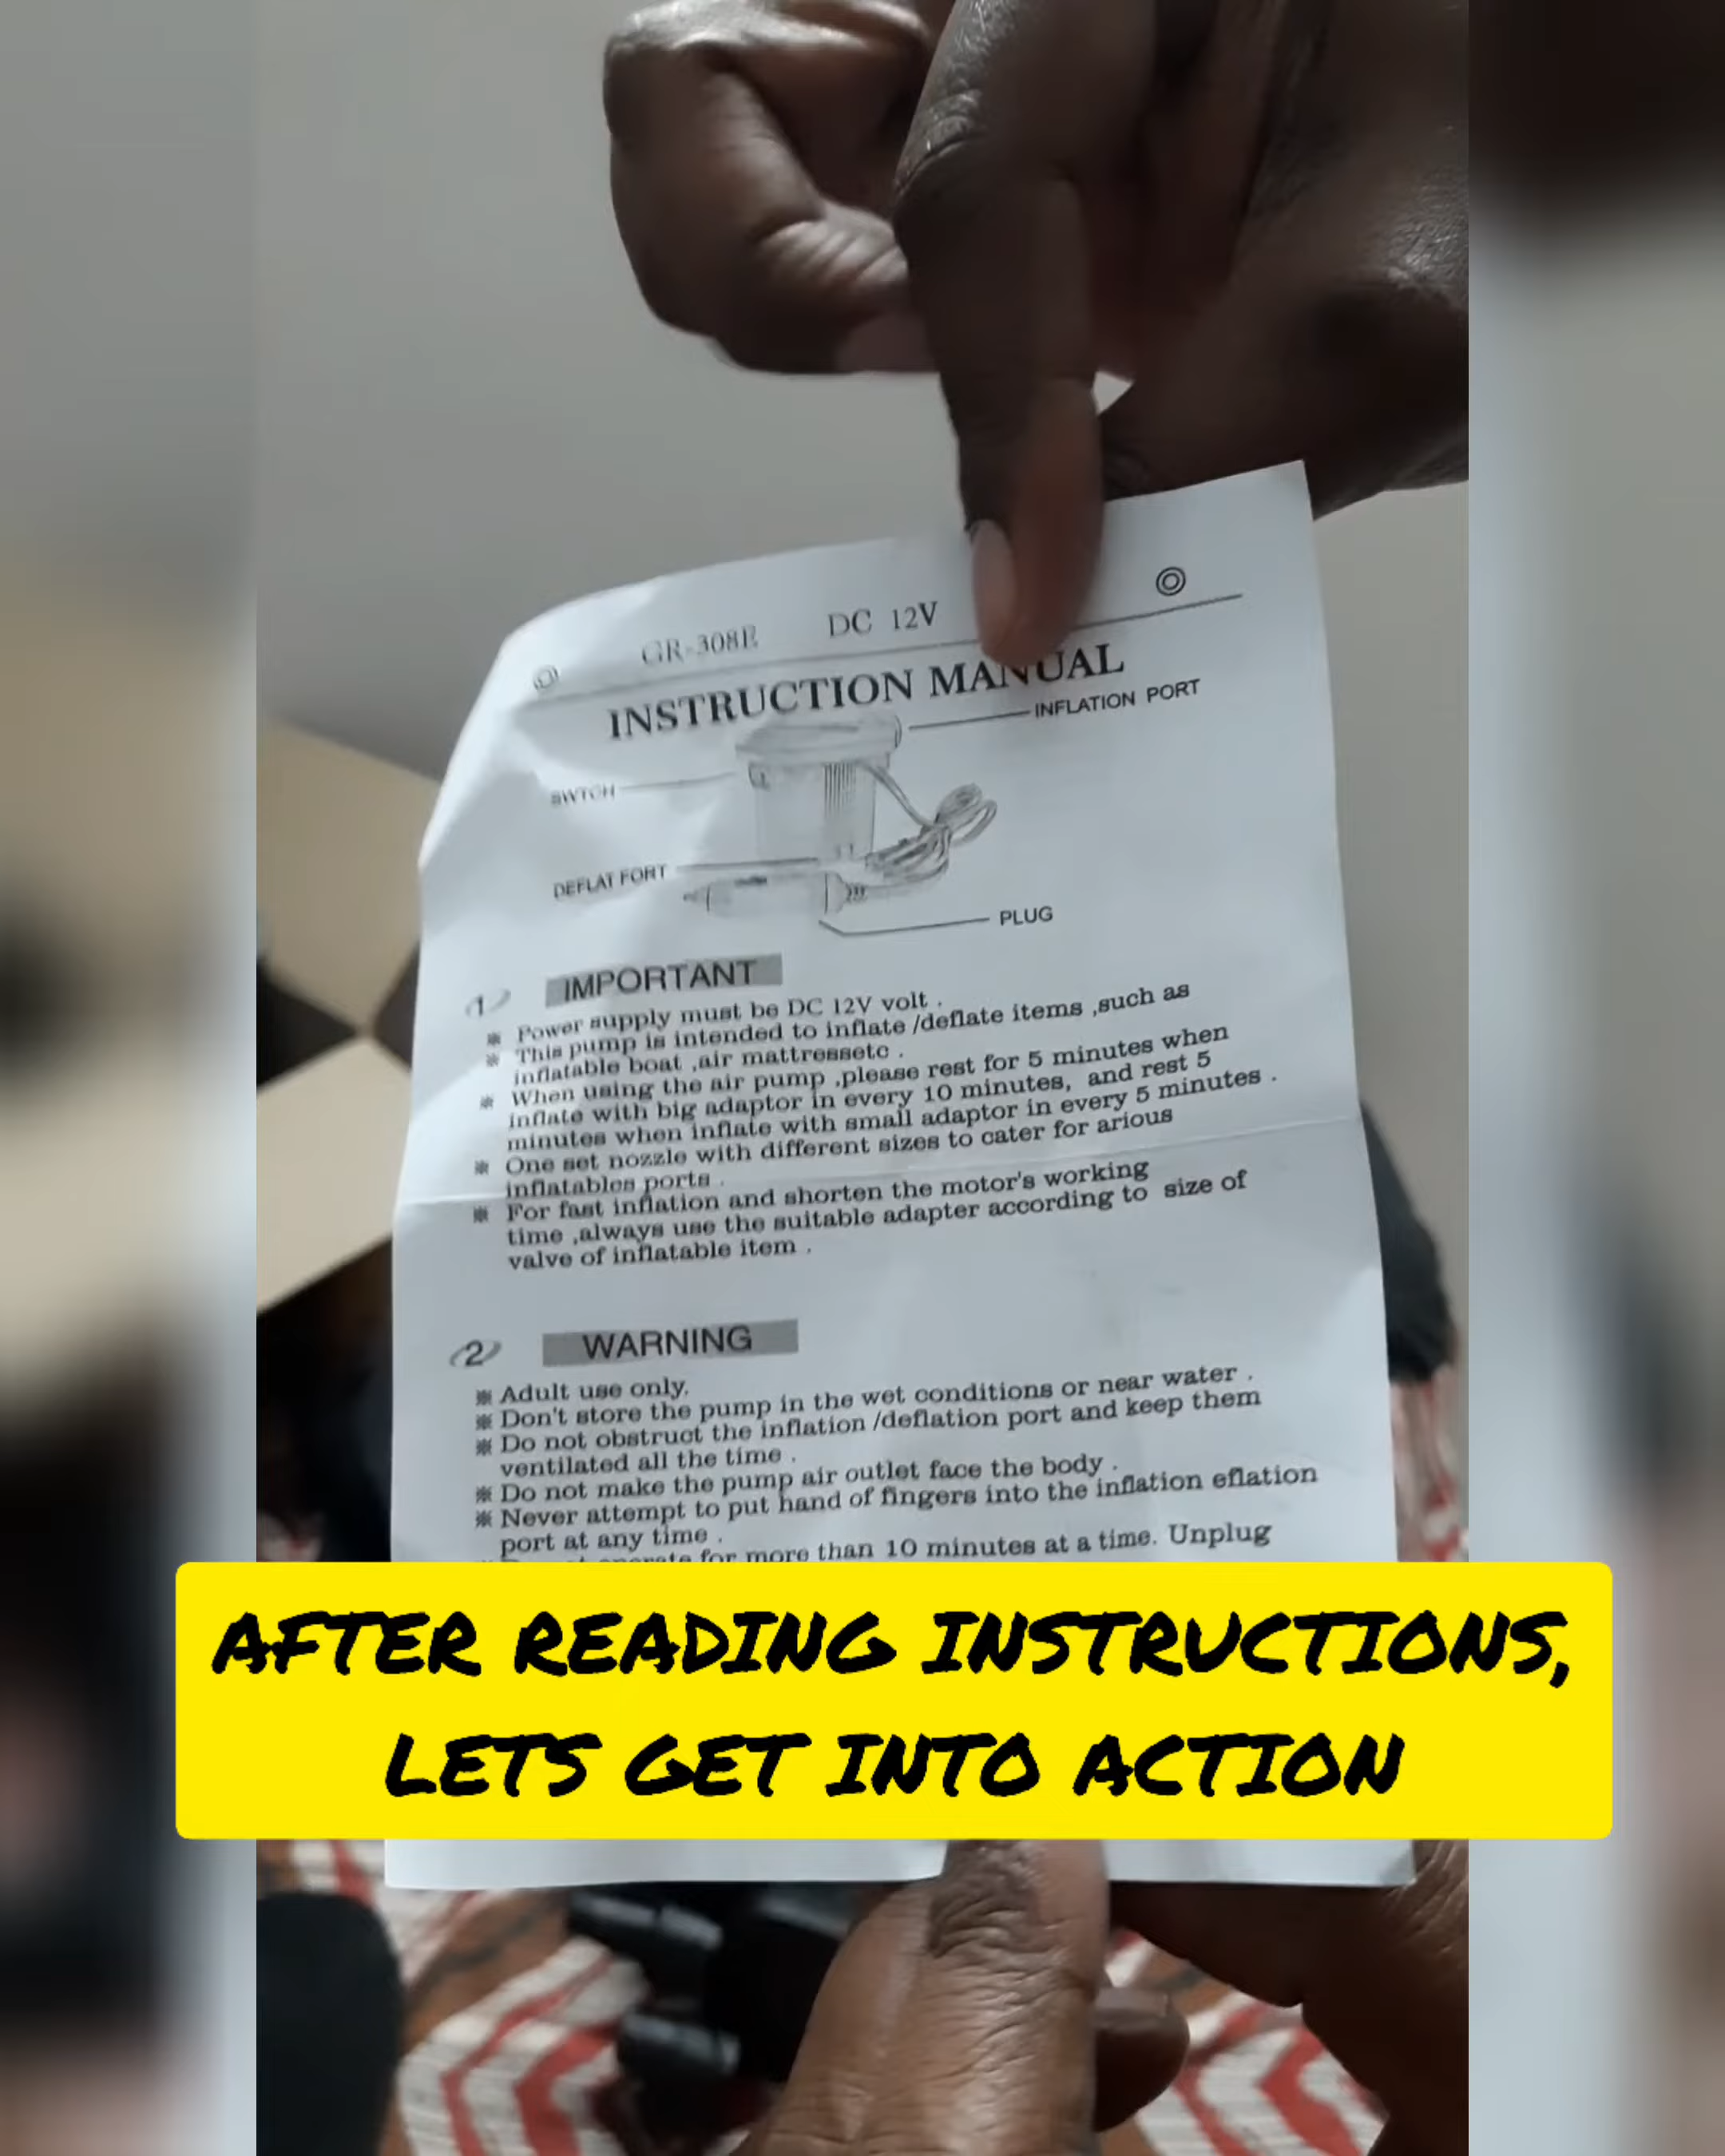 GR-308E DC 12V
INSTRUCTION MANUAL
INFLATION PORT
SWTCH
DEFLAT FORT
PLUG
1 IMPORTANT
※ Power supply must be DC 12V volt .
※ This pump is intended to inflate /deflate items ,such as
inflatable boat ,air mattressetc .
※ When using the air pump ,please rest for 5 minutes when
inflate with big adaptor in every 10 minutes, and rest 5
minutes when inflate with small adaptor in every 5 minutes .
※ One set nozzle with different sizes to cater for arious
inflatables ports .
※ For fast inflation and shorten the motor's working
time ,always use the suitable adapter according to size of
valve of inflatable item .
2 WARNING
※ Adult use only.
※ Don't store the pump in the wet conditions or near water .
※ Do not obstruct the inflation /deflation port and keep them
ventilated all the time .
※ Do not make the pump air outlet face the body .
※ Never attempt to put hand of fingers into the inflation eflation
port at any time .
for more than 10 minutes at a time. Unplug
AFTER READING INSTRUCTIONS,
LETS GET INTO ACTION